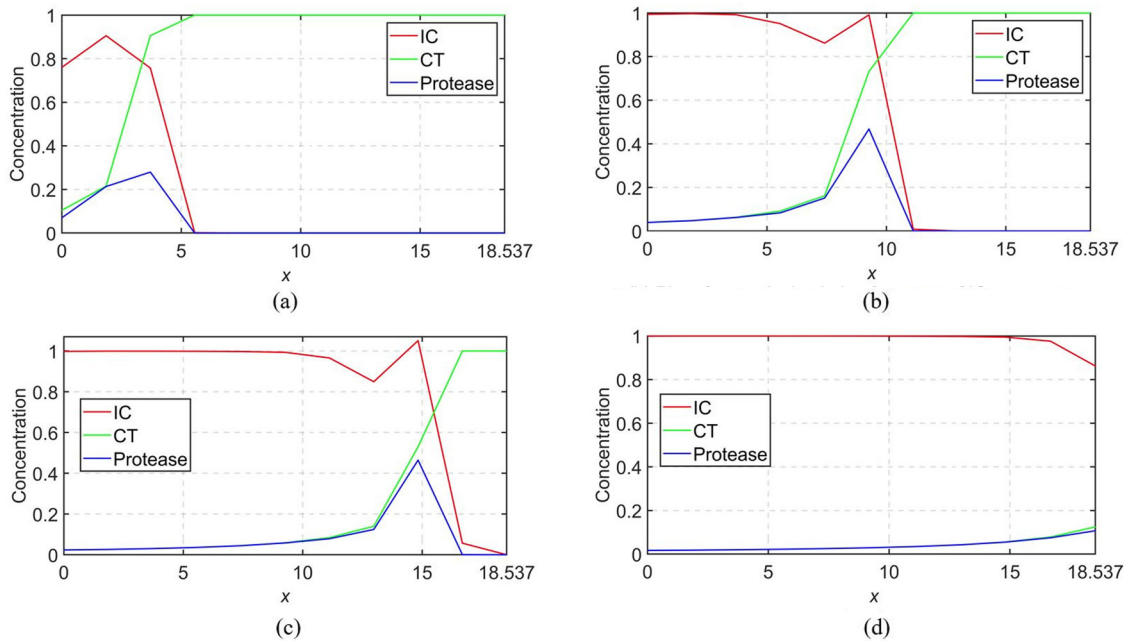 1
0.8
0.6
0.4
0.2
0
Concentration
IC
CT
Protease
0 5 10 15 18.537
x
(a)
1
0.8
0.6
0.4
0.2
0
Concentration
IC
CT
Protease
0 5 10 15 18.537
x
(b)
1
0.8
0.6
0.4
0.2
0
Concentration
IC
CT
Protease
0 5 10 15 18.537
x
(c)
1
0.8
0.6
0.4
0.2
0
Concentration
IC
CT
Protease
0 5 10 15 18.537
x
(d)